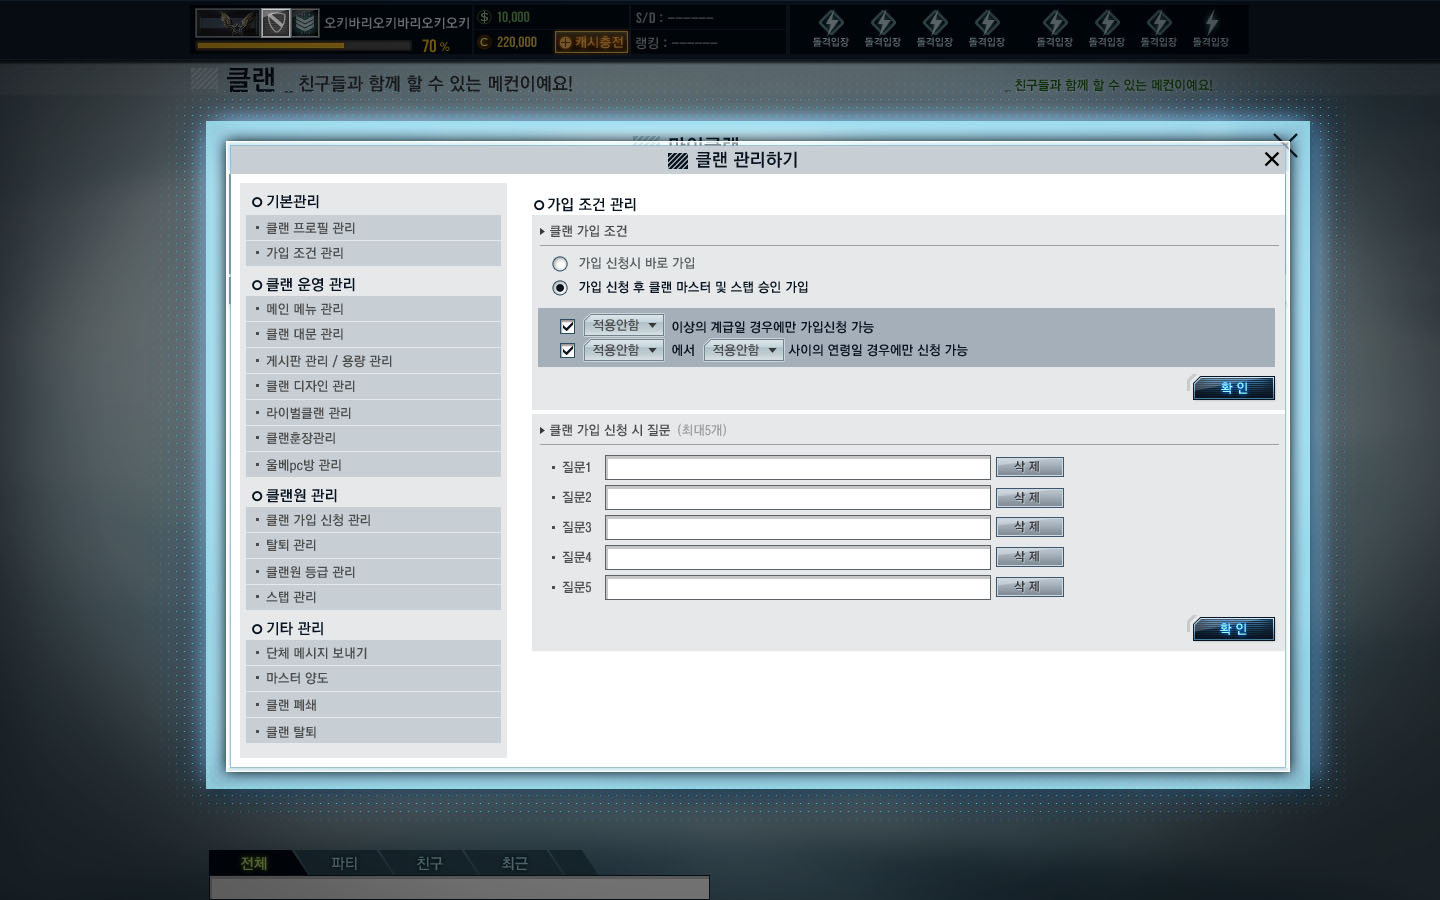 오키바리오키바리오키오키
70 %
10,000
220,000
캐시충전
S/D : ------
랭킹 : ------
돌격입장 돌격입장 돌격입장 돌격입장 돌격입장 돌격입장 돌격입장 돌격입장
클랜 _ 친구들과 함께 할 수 있는 메컨이예요!
_ 친구들과 함께 할 수 있는 메컨이예요!
마이클랜
클랜 관리하기
기본관리
클랜 프로필 관리
가입 조건 관리
클랜 운영 관리
메인 메뉴 관리
클랜 대문 관리
게시판 관리 / 용량 관리
클랜 디자인 관리
라이벌클랜 관리
클랜훈장관리
울베pc방 관리
클랜원 관리
클랜 가입 신청 관리
탈퇴 관리
클랜원 등급 관리
스탭 관리
기타 관리
단체 메시지 보내기
마스터 양도
클랜 폐쇄
클랜 탈퇴
가입 조건 관리
클랜 가입 조건
가입 신청시 바로 가입
가입 신청 후 클랜 마스터 및 스탭 승인 가입
적용안함 이상의 계급일 경우에만 가입신청 가능
적용안함 에서 적용안함 사이의 연령일 경우에만 신청 가능
확 인
클랜 가입 신청 시 질문 (최대5개)
질문1 삭 제
질문2 삭 제
질문3 삭 제
질문4 삭 제
질문5 삭 제
확 인
전체 파티 친구 최근